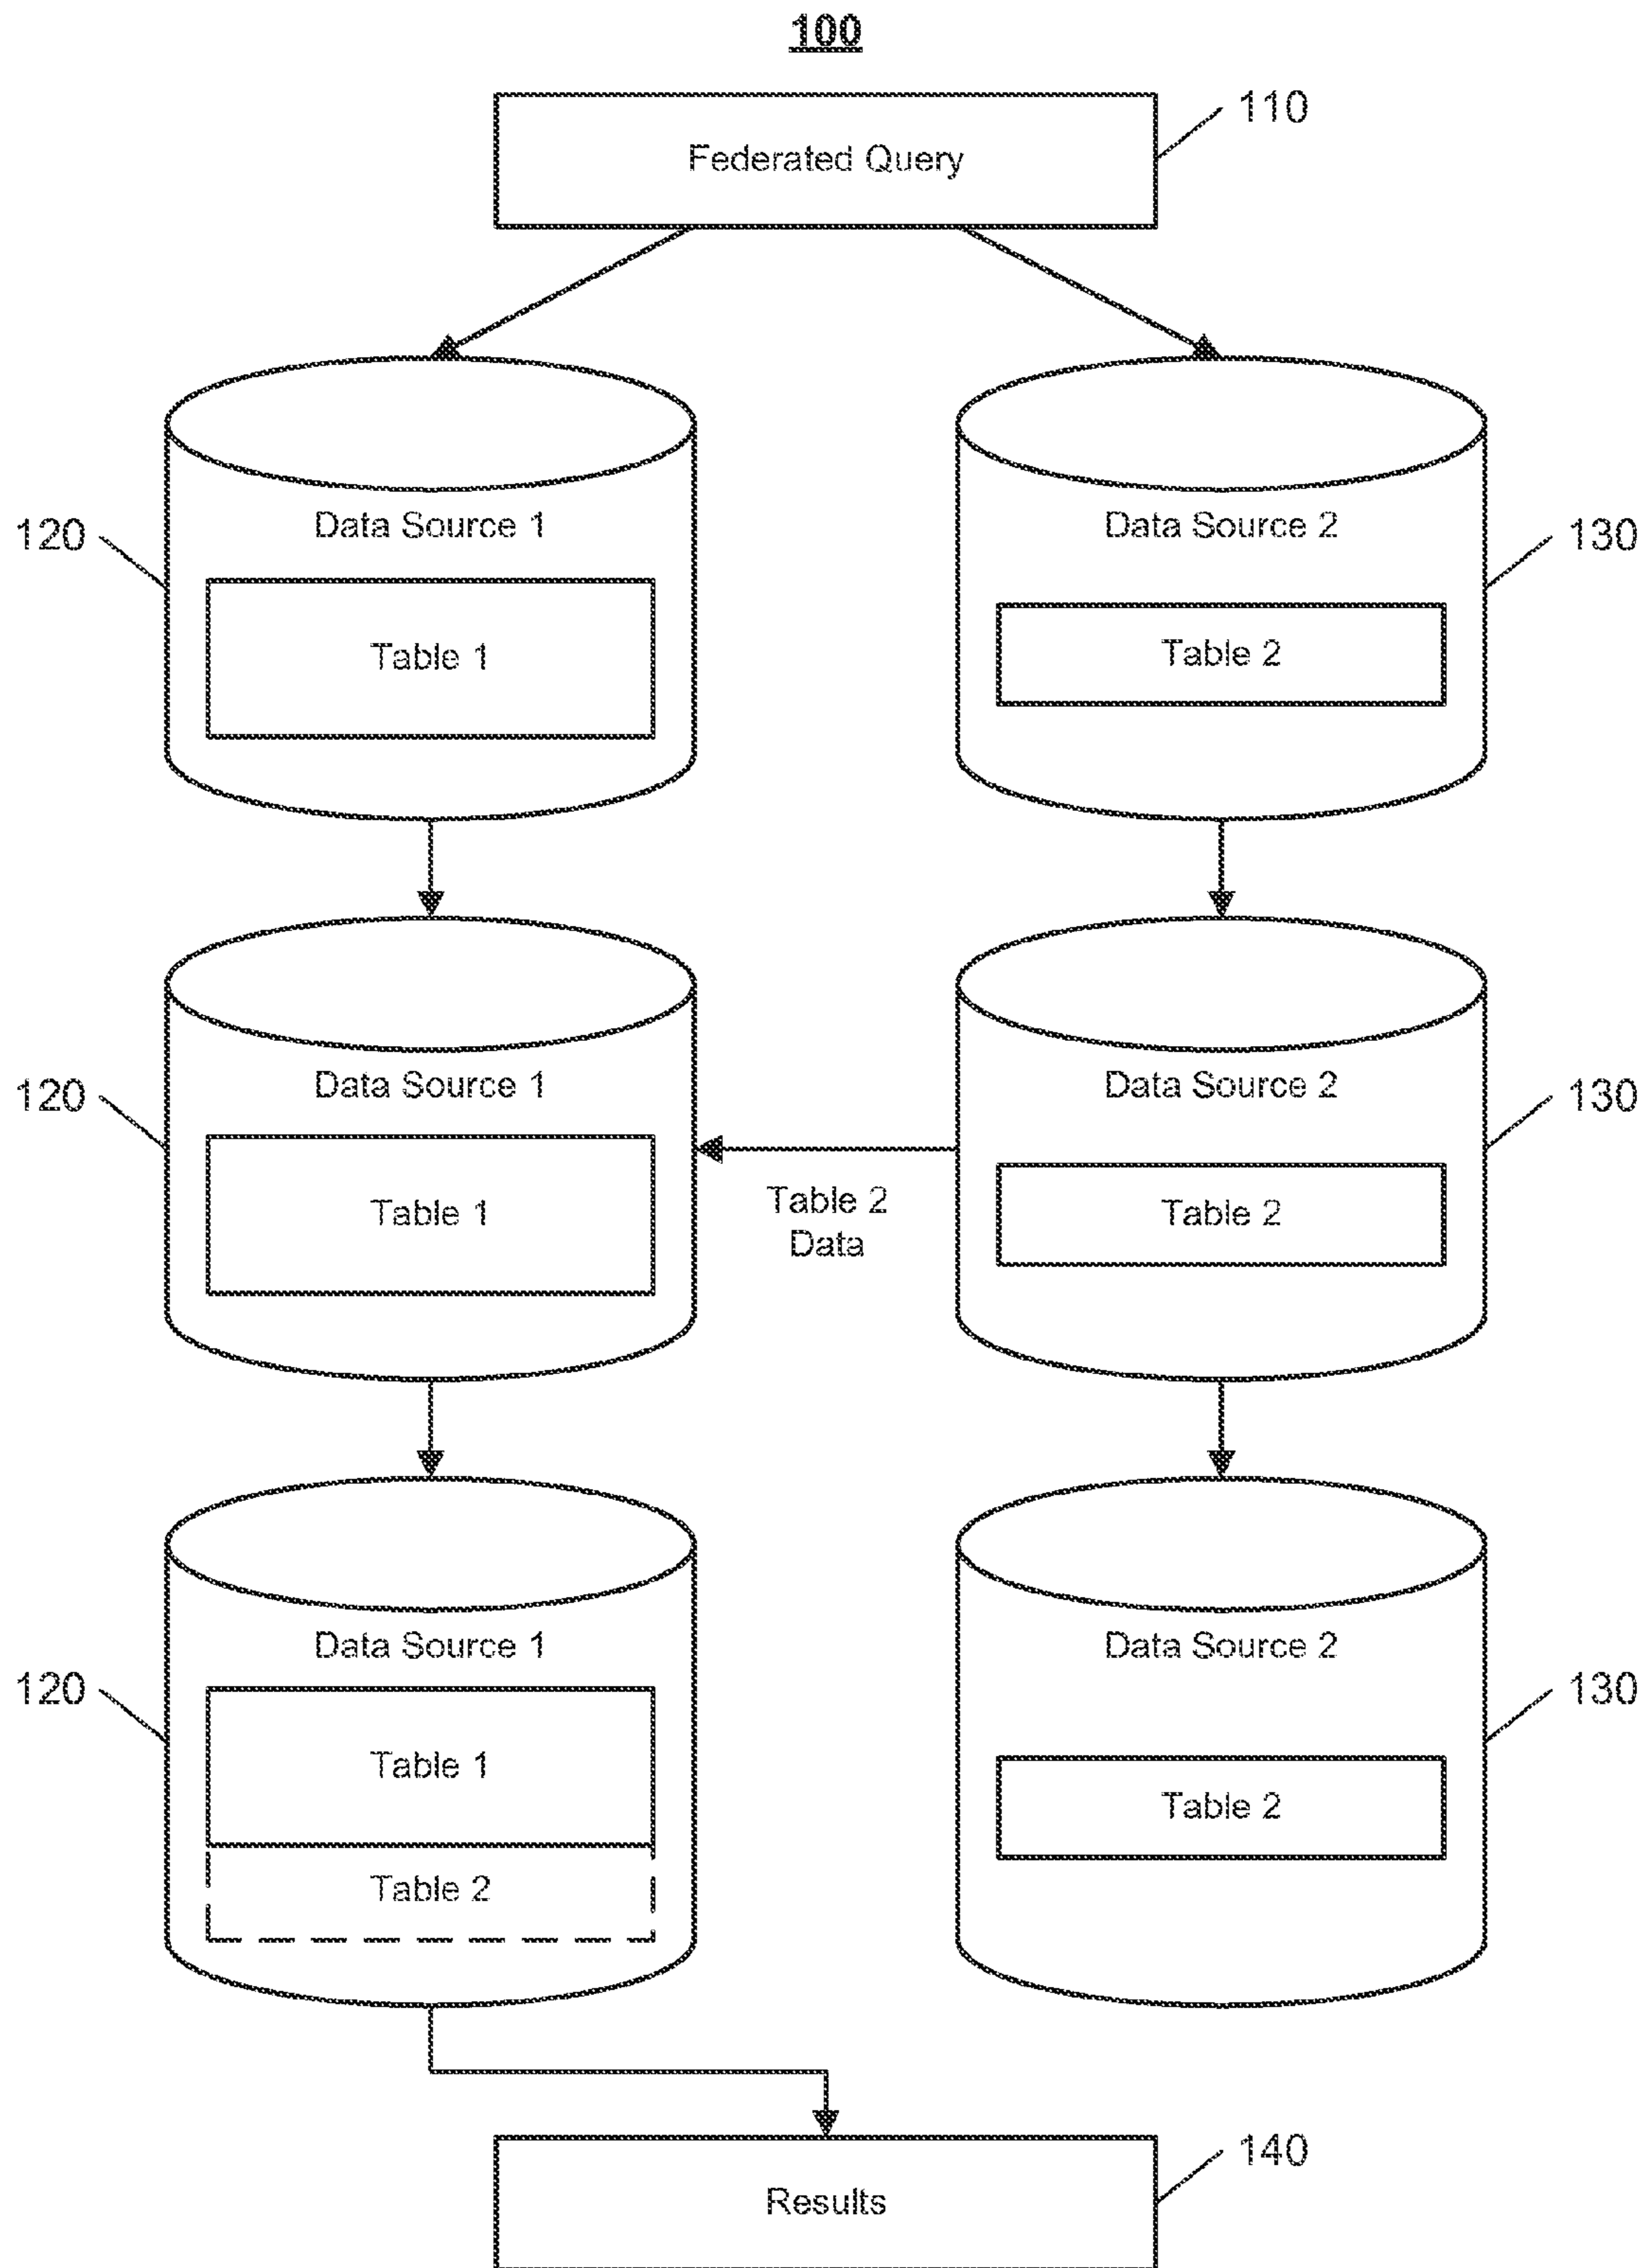 100
Federated Query
110
120
Data Source 1
Table 1
Data Source 2
Table 2
130
120
Data Source 1
Table 1
Table 2
Data
Data Source 2
Table 2
130
120
Data Source 1
Table 1
Table 2
Data Source 2
Table 2
130
Results
140